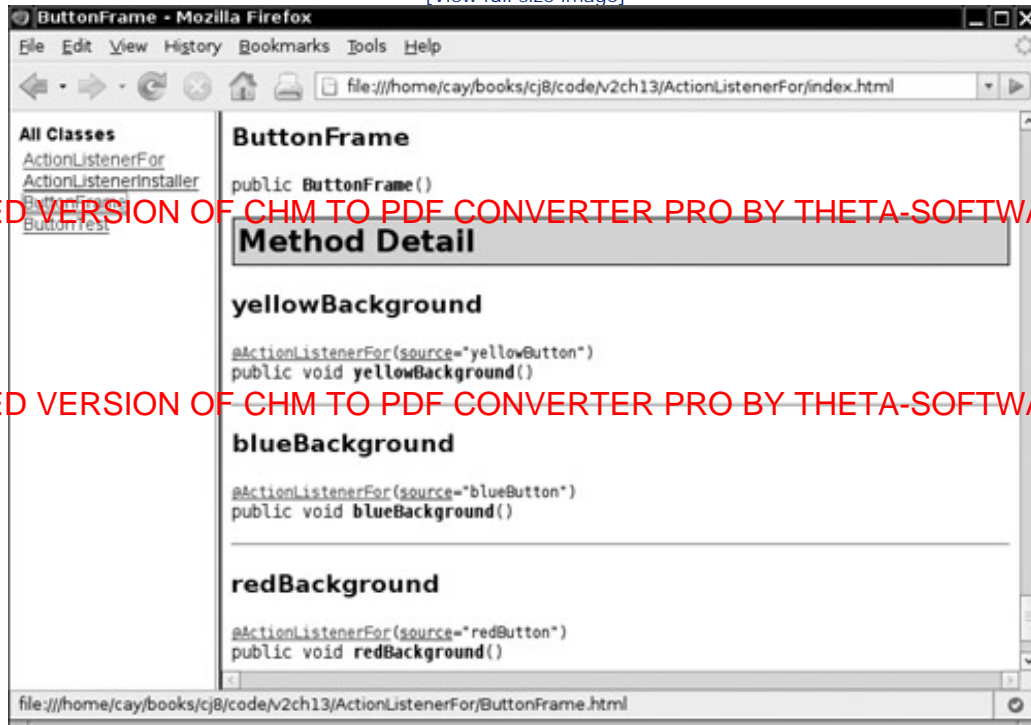 [View full size image]
ButtonFrame - Mozilla Firefox
File Edit View History Bookmarks Tools Help
file:///home/cay/books/cj8/code/v2ch13/ActionListenerFor/index.html
All Classes
ActionListenerFor
ActionListenerInstaller
ButtonFrame
ButtonTest
ButtonFrame
public ButtonFrame()
ED VERSION OF CHM TO PDF CONVERTER PRO BY THETA-SOFTWA
Method Detail
yellowBackground
@ActionListenerFor(source="yellowButton")
public void yellowBackground()
ED VERSION OF CHM TO PDF CONVERTER PRO BY THETA-SOFTWA
blueBackground
@ActionListenerFor(source="blueButton")
public void blueBackground()
redBackground
@ActionListenerFor(source="redButton")
public void redBackground()
file:///home/cay/books/cj8/code/v2ch13/ActionListenerFor/ButtonFrame.html